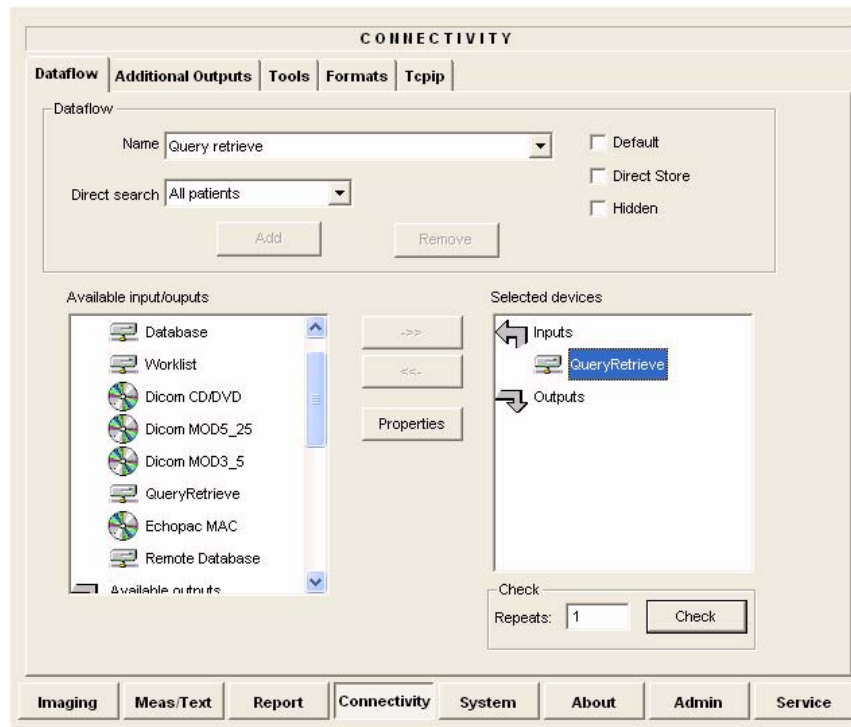 CONNECTIVITY
Dataflow Additional Outputs Tools Formats Tcpip
Dataflow
Name Query retrieve
Default
Direct search All patients
Direct Store
Hidden
Add Remove
Available input/ouputs
Database
Worklist
Dicom CD/DVD
Dicom MOD5_25
Dicom MOD3_5
QueryRetrieve
Echopac MAC
Remote Database
Available outputs
->>
<<-
Properties
Selected devices
Inputs
QueryRetrieve
Outputs
Check
Repeats: 1 Check
Imaging Meas/Text Report Connectivity System About Admin Service